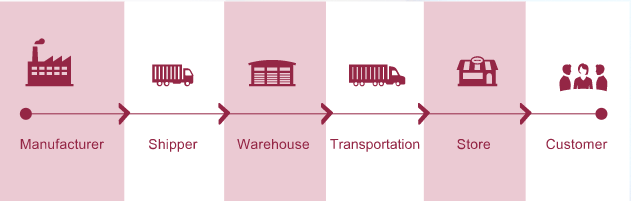 Manufacturer
Shipper
Warehouse
Transportation
Store
Customer